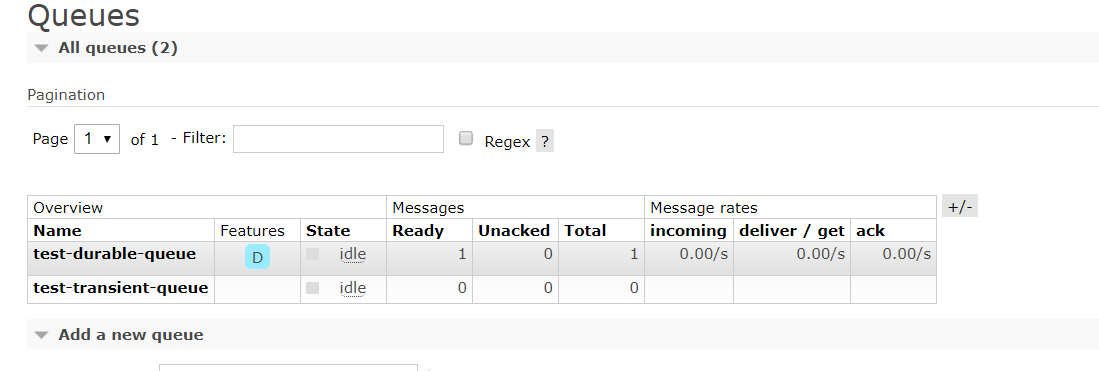 Queues
All queues (2)
Pagination
Page 1 of 1 - Filter: Regex ?
Overview Messages Message rates +/-
Name Features State Ready Unacked Total incoming deliver / get ack
test-durable-queue D idle 1 0 1 0.00/s 0.00/s 0.00/s
test-transient-queue idle 0 0 0
Add a new queue